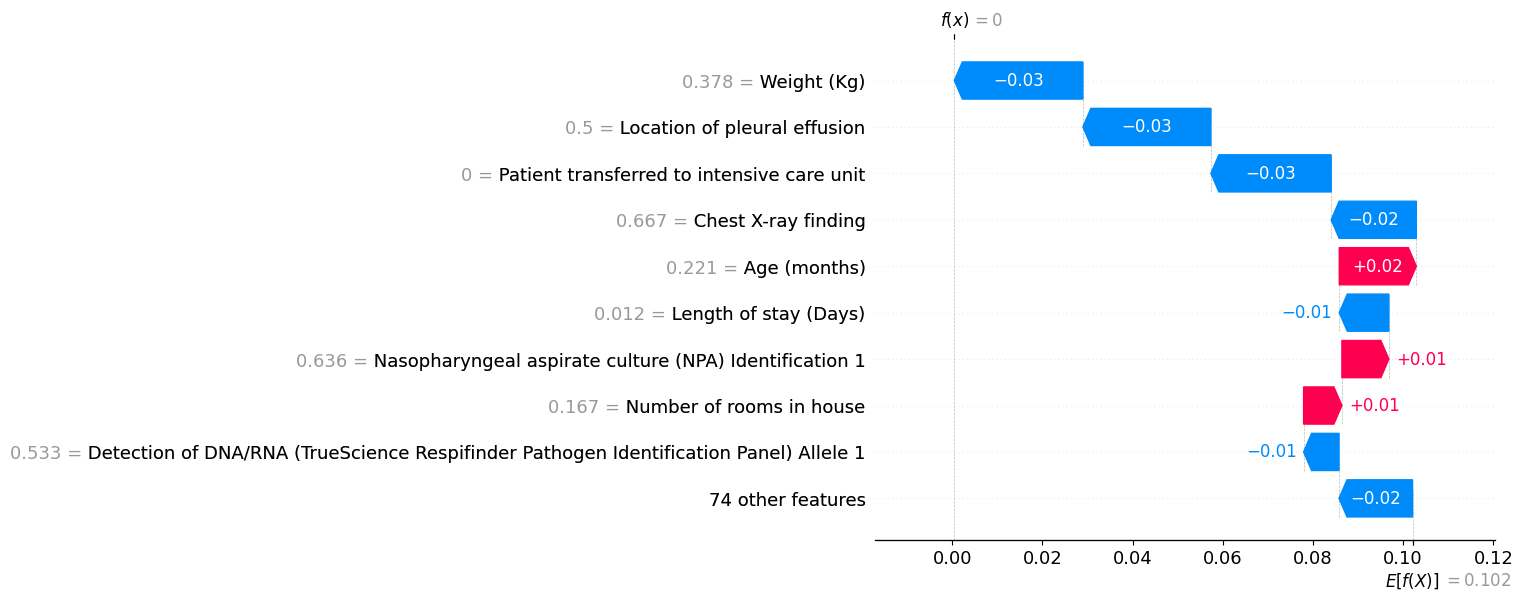 f(x) = 0
0.378 = Weight (Kg) −0.03
0.5 = Location of pleural effusion −0.03
0 = Patient transferred to intensive care unit −0.03
0.667 = Chest X-ray finding −0.02
0.221 = Age (months) +0.02
0.012 = Length of stay (Days) −0.01
0.636 = Nasopharyngeal aspirate culture (NPA) Identification 1 +0.01
0.167 = Number of rooms in house +0.01
0.533 = Detection of DNA/RNA (TrueScience Respifinder Pathogen Identification Panel) Allele 1 −0.01
74 other features −0.02
0.00 0.02 0.04 0.06 0.08 0.10 0.12
E[f(X)] = 0.102